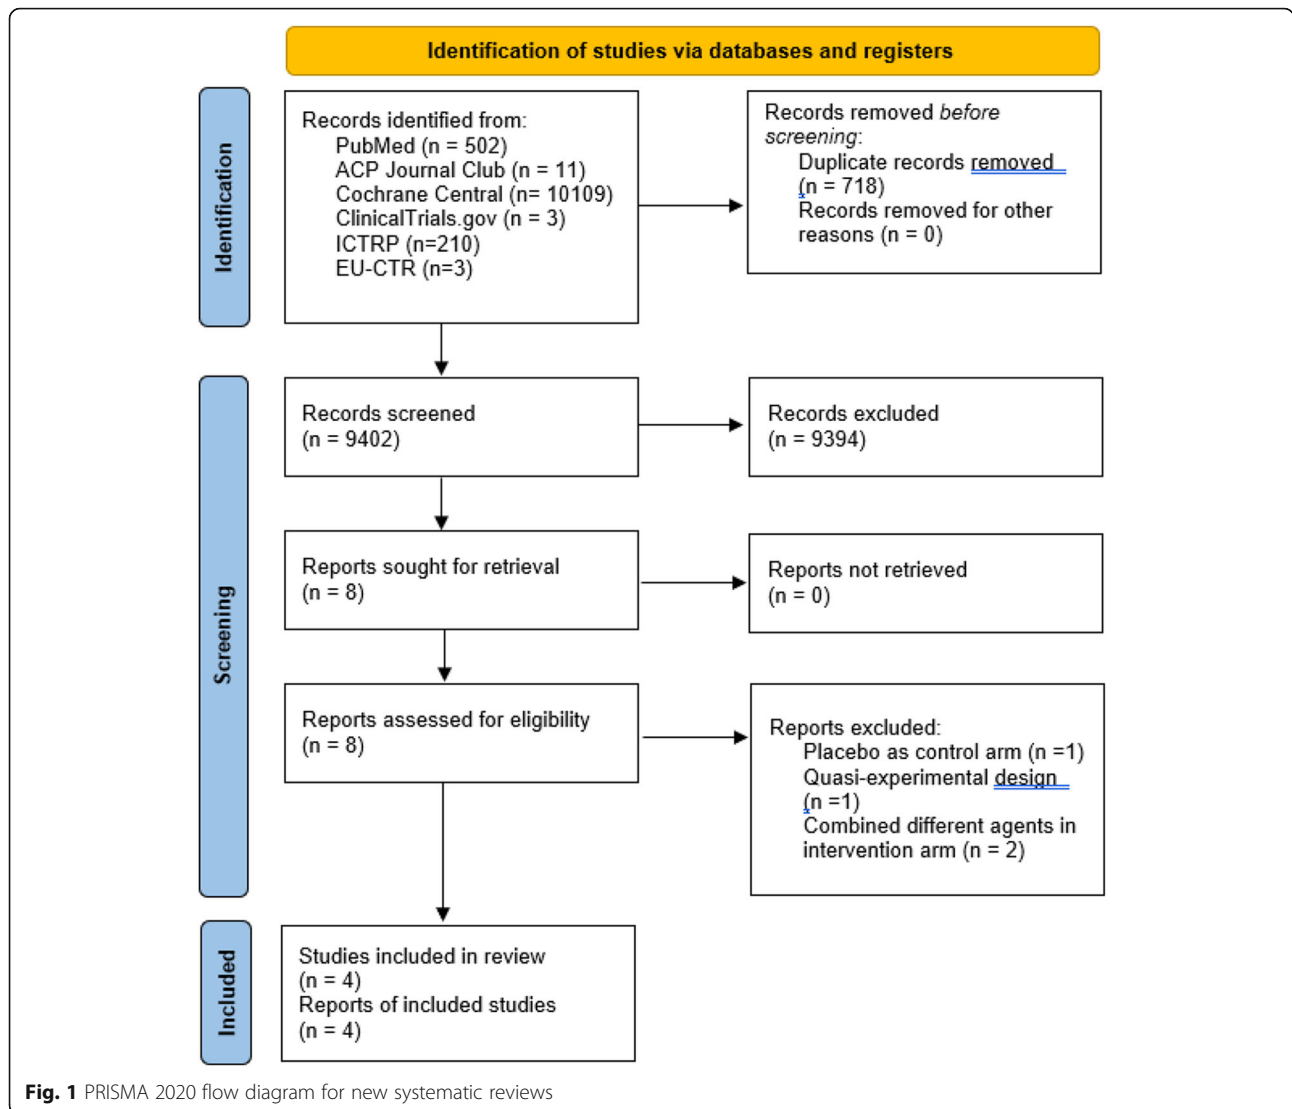 Identification of studies via databases and registers
Identification
Records identified from:
PubMed (n = 502)
ACP Journal Club (n = 11)
Cochrane Central (n= 10109)
ClinicalTrials.gov (n = 3)
ICTRP (n=210)
EU-CTR (n=3)
Records removed before
screening:
Duplicate records removed
(n = 718)
Records removed for other
reasons (n = 0)
Screening
Records screened
(n = 9402)
Records excluded
(n = 9394)
Reports sought for retrieval
(n = 8)
Reports not retrieved
(n = 0)
Reports assessed for eligibility
(n = 8)
Reports excluded:
Placebo as control arm (n =1)
Quasi-experimental design
(n =1)
Combined different agents in
intervention arm (n = 2)
Included
Studies included in review
(n = 4)
Reports of included studies
(n = 4)
Fig. 1 PRISMA 2020 flow diagram for new systematic reviews